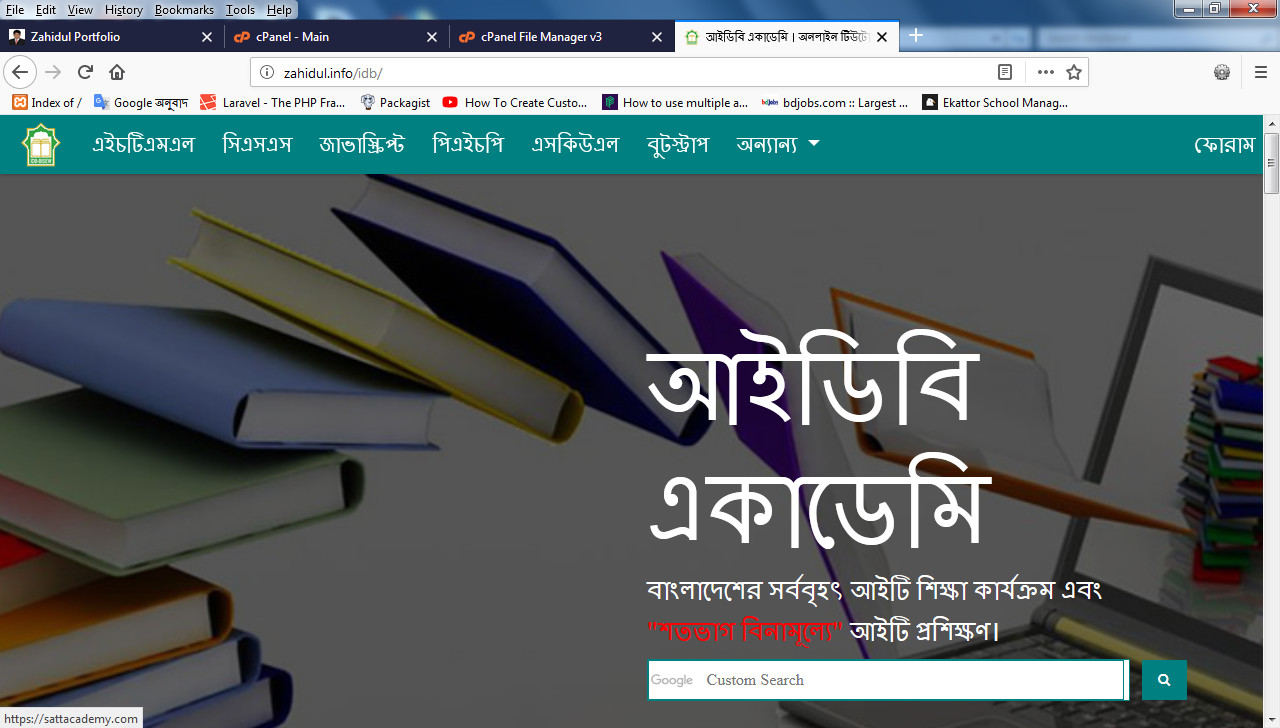 File Edit View History Bookmarks Tools Help
Zahidul Portfolio
cPanel - Main
cPanel File Manager v3
আইডিবি একাডেমি । অনলাইন টিউটো
zahidul.info/idb/
Index of /
Google অনুবাদ
Laravel - The PHP Fra...
Packagist
How To Create Custo...
How to use multiple a...
bdjobs.com :: Largest ...
Ekattor School Manag...
এইচটিএমএল সিএসএস জাভাস্ক্রিপ্ট পিএইচপি এসকিউএল বুটস্ট্রাপ অন্যান্য ফোরাম
আইডিবি
একাডেমি
বাংলাদেশের সর্ববৃহৎ আইটি শিক্ষা কার্যক্রম এবং
"শতভাগ বিনামূল্যে" আইটি প্রশিক্ষণ।
Google Custom Search
https://sattacademy.com